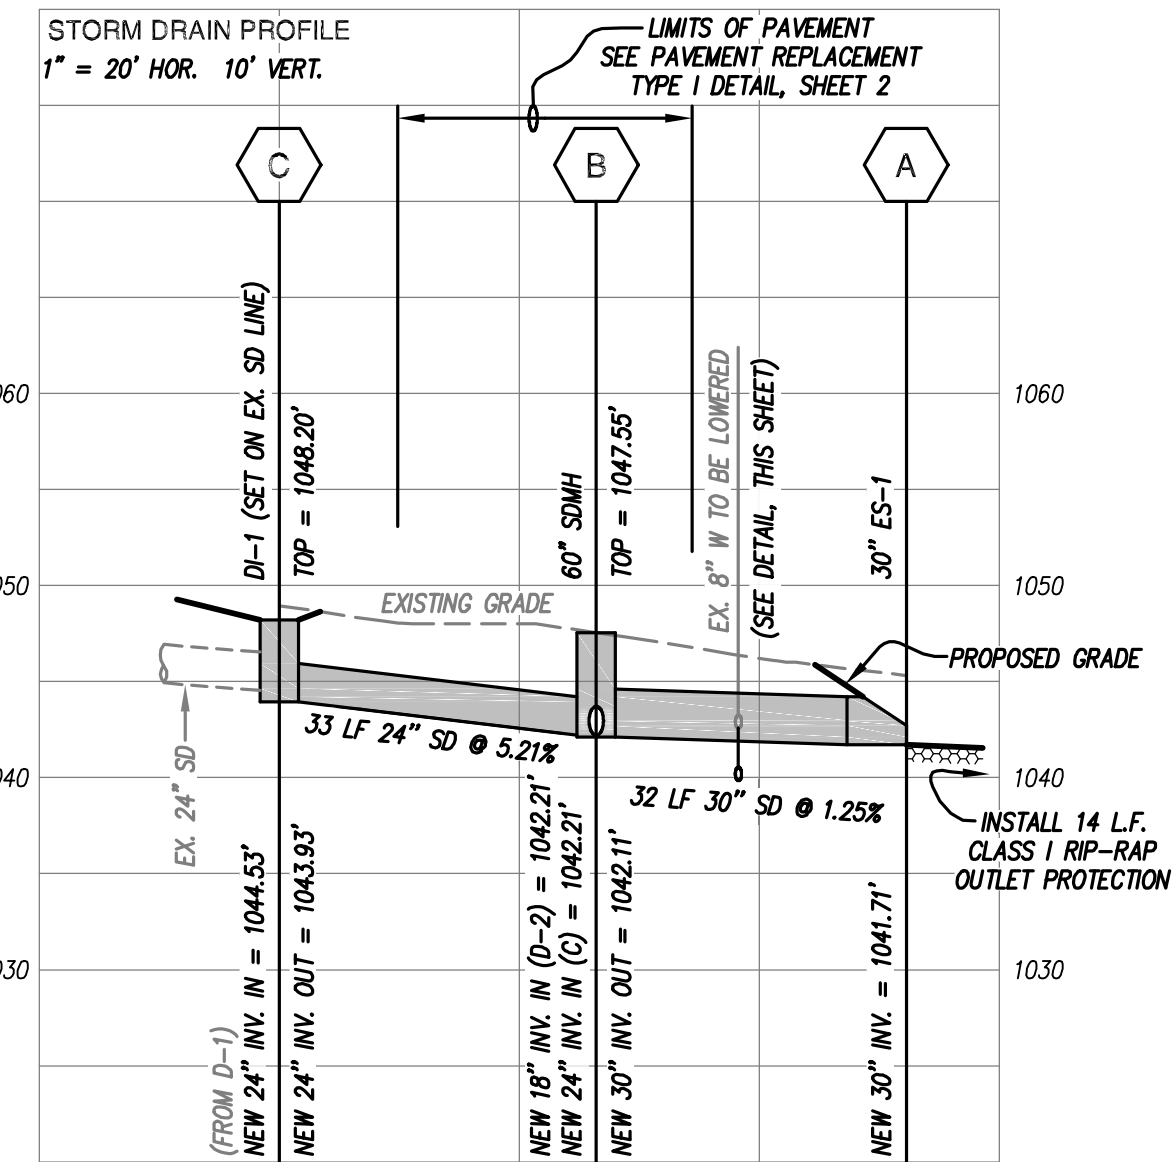 STORM DRAIN PROFILE
1" = 20' HOR. 10' VERT.
LIMITS OF PAVEMENT
SEE PAVEMENT REPLACEMENT
TYPE I DETAIL, SHEET 2
C
B
A
DI-1 (SET ON EX. SD LINE)
TOP = 1048.20'
60" SDMH
TOP = 1047.55'
EX. 8" W TO BE LOWERED
(SEE DETAIL, THIS SHEET)
30" ES-1
060
1060
050
1050
EXISTING GRADE
PROPOSED GRADE
33 LF 24" SD @ 5.21%
32 LF 30" SD @ 1.25%
EX. 24" SD
040
1040
INSTALL 14 L.F.
CLASS I RIP-RAP
OUTLET PROTECTION
030
1030
(FROM D-1)
NEW 24" INV. IN = 1044.53'
NEW 24" INV. OUT = 1043.93'
NEW 18" INV. IN (D-2) = 1042.21'
NEW 24" INV. IN (C) = 1042.21'
NEW 30" INV. OUT = 1042.11'
NEW 30" INV. = 1041.71'